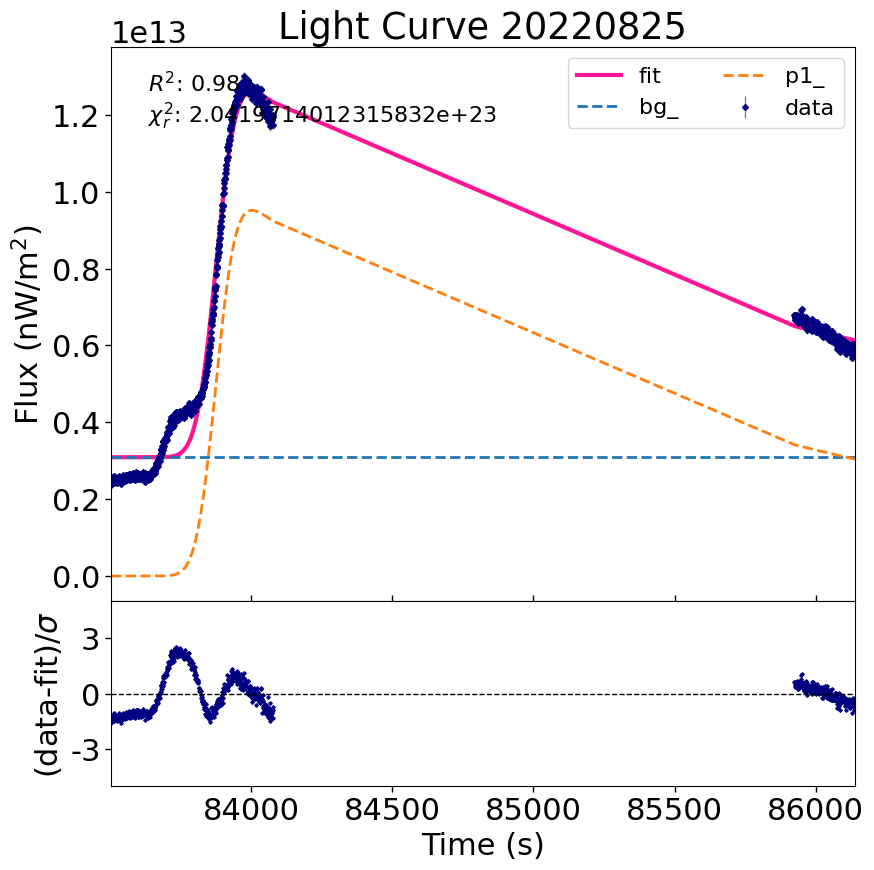 Light Curve 20220825
1e13
R²: 0.98
χᵣ²: 2.0419714012315832e+23
fit
bg_
p1_
data
Flux (nW/m²)
1.2
1.0
0.8
0.6
0.4
0.2
0.0
(data-fit)/σ
3
0
-3
84000 84500 85000 85500 86000
Time (s)